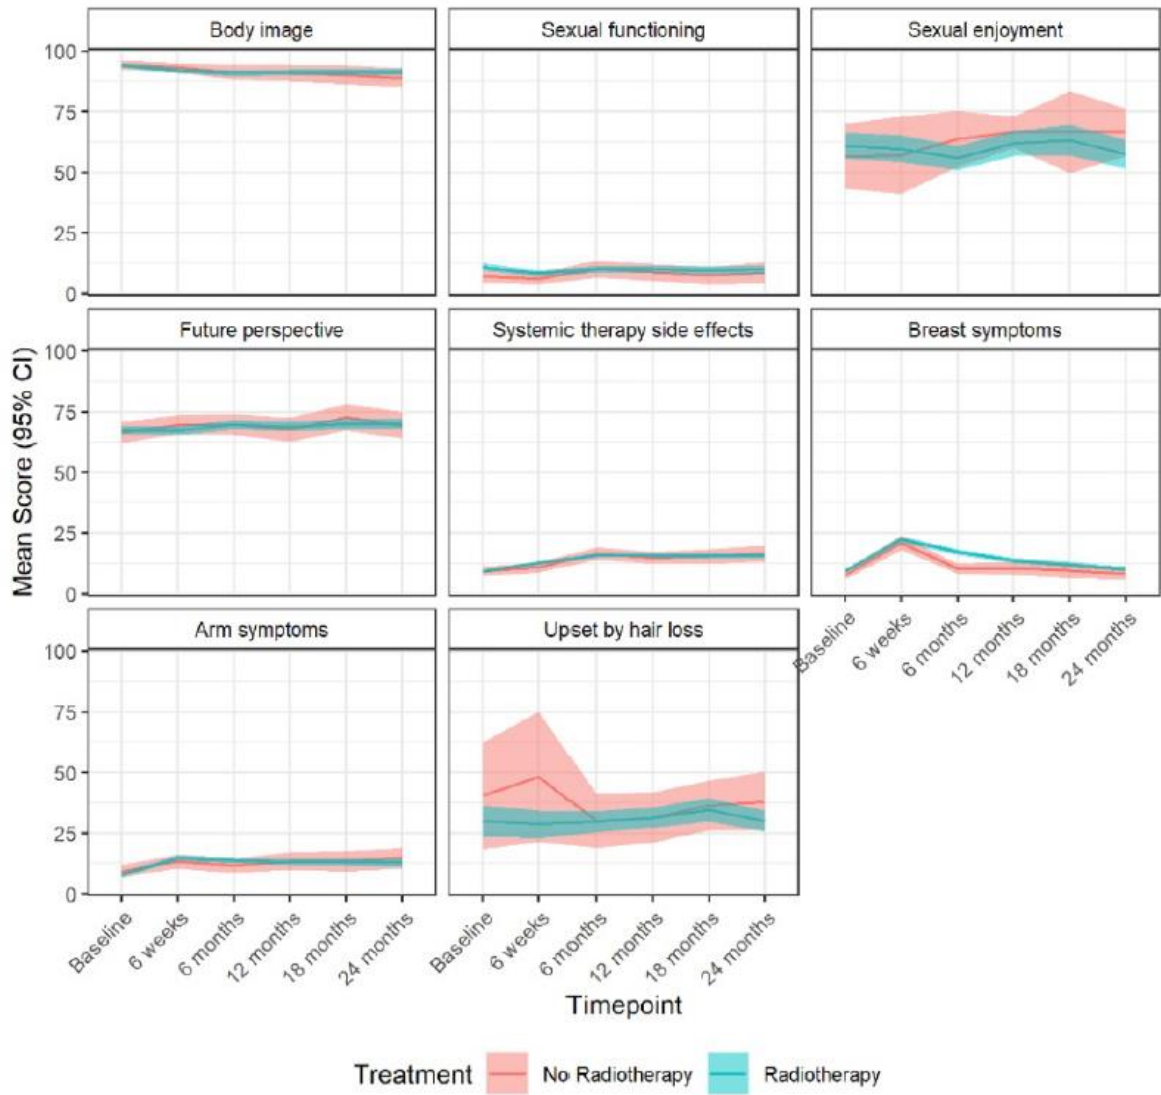 Body image
Sexual functioning
Sexual enjoyment
100
75
50
25
0
Future perspective
Systemic therapy side effects
Breast symptoms
100
75
50
25
0
Mean Score (95% CI)
Baseline
6 weeks
6 months
12 months
18 months
24 months
Arm symptoms
Upset by hair loss
100
75
50
25
0
Baseline
6 weeks
6 months
12 months
18 months
24 months
Baseline
6 weeks
6 months
12 months
18 months
24 months
Timepoint
Treatment No Radiotherapy Radiotherapy